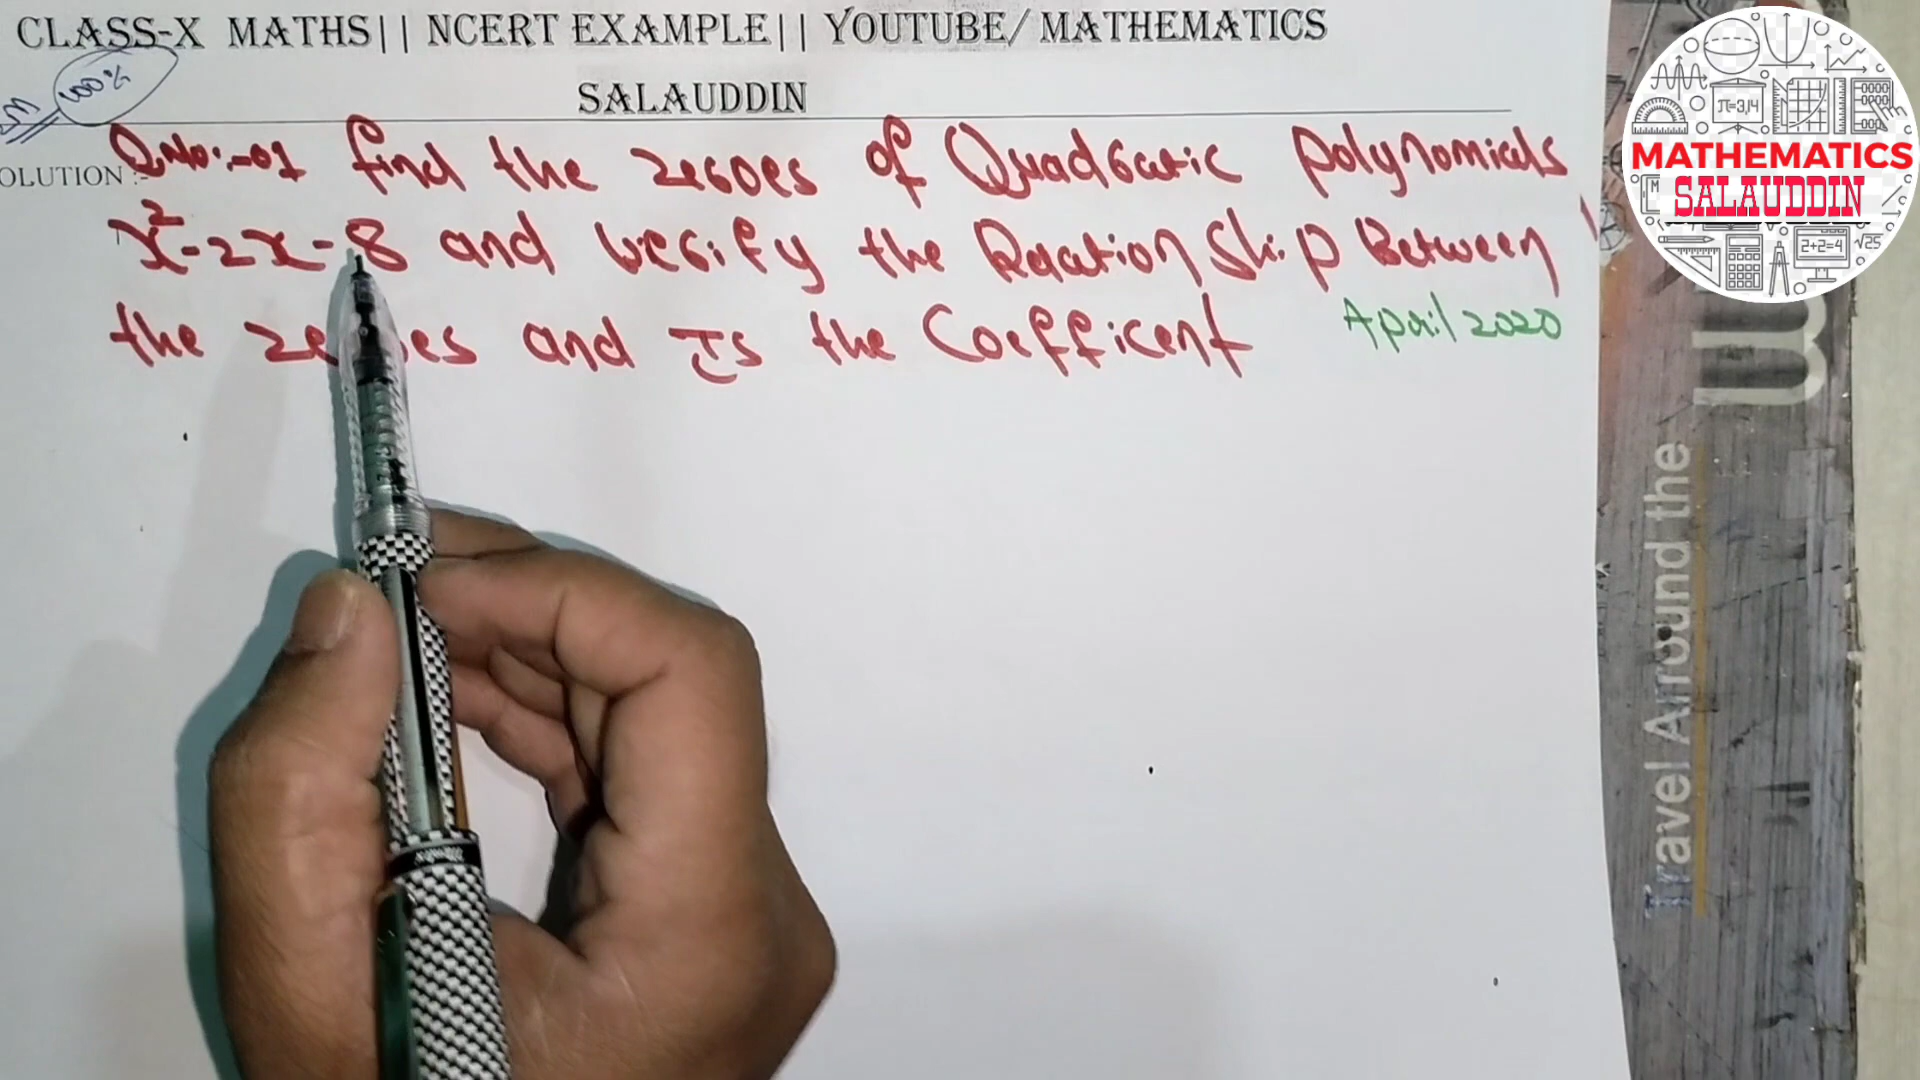 CLASS-X MATHS|| NCERT EXAMPLE|| YOUTUBE/ MATHEMATICS
SALAUDDIN
100%
OLUTION :-
Q.No:-01 find the zeroes of Quadratic polynomials
x²-2x-8 and verify the Relationship Between
the zeroes and Its the Coefficent
April 2020
MATHEMATICS
SALAUDDIN
π=3,14
2+2=4
√25
Travel Arround the